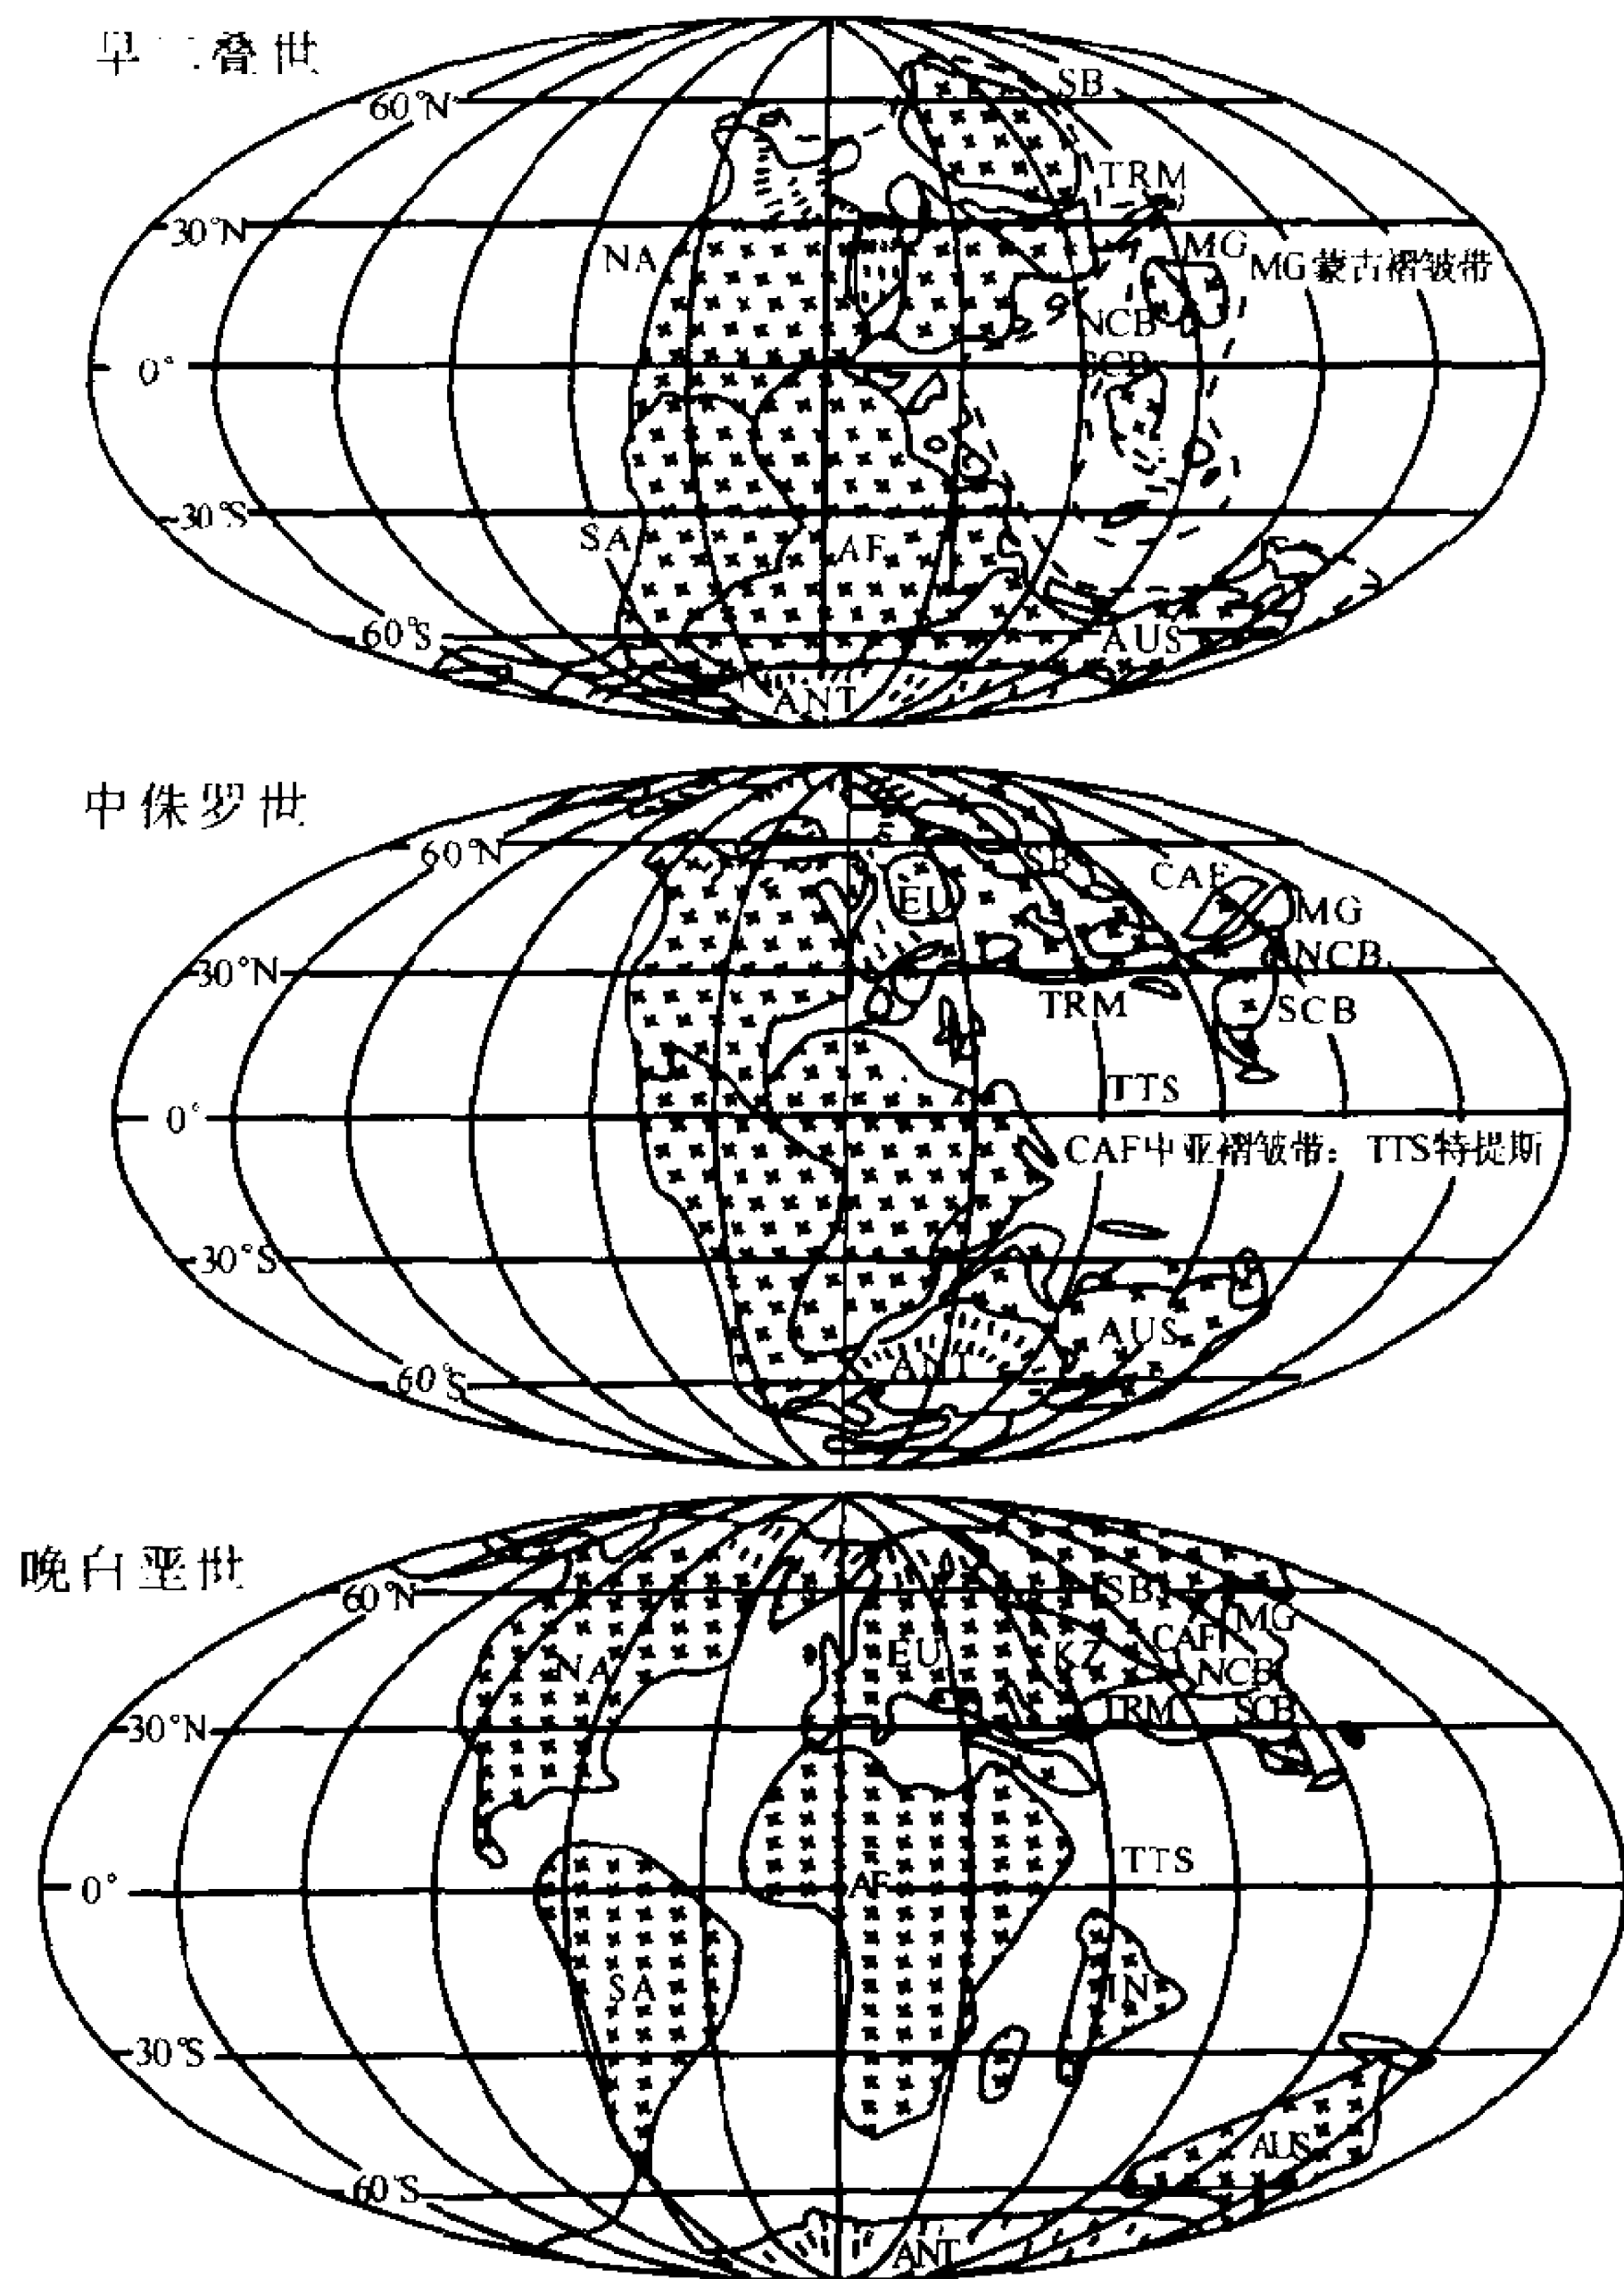 早二叠世
60°N
SB
TRM
30°N
NA
MG
MG蒙古褶皱带
NCB
0°
SCB
30°S
SA
AF
60°S
AUS
ANT
中侏罗世
60°N
SB
CAF
EU
MG
30°N
NCB
TRM
SCB
TTS
0°
CAF中亚褶皱带：TTS特提斯
30°S
AUS
ANT
60°S
晚白垩世
60°N
SB
MG
NA
EU
KZ
CAF
NCB
30°N
TRM
SCB
TTS
0°
AF
SA
IN
30°S
AUS
60°S
ANT